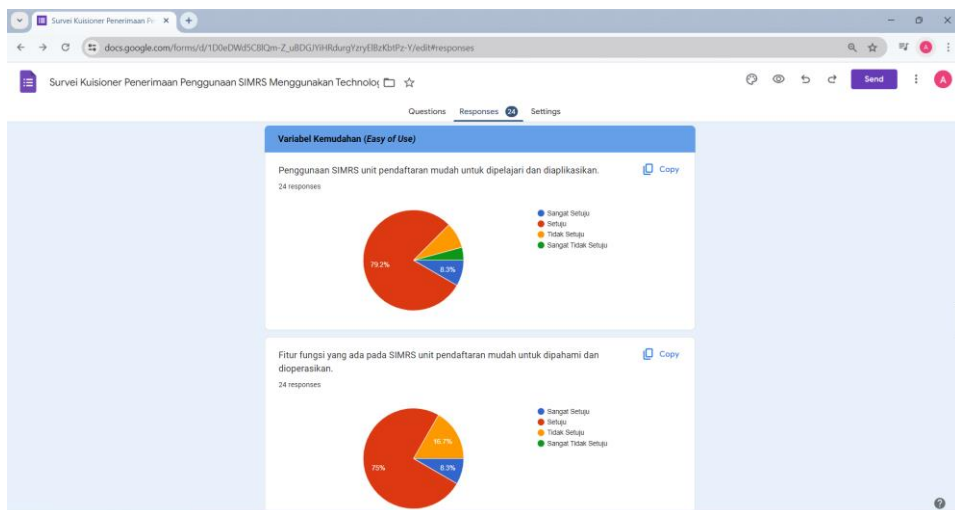 Survei Kuisioner Penerimaan Pe
docs.google.com/forms/d/
/edit#responses
Survei Kuisioner Penerimaan Penggunaan SIMRS Menggunakan Technolog
Send
A
Questions Responses 24 Settings
Variabel Kemudahan (Easy of Use)
Penggunaan SIMRS unit pendaftaran mudah untuk dipelajari dan diaplikasikan.
Copy
24 responses
Sangat Setuju
Setuju
Tidak Setuju
Sangat Tidak Setuju
79.2%
8.3%
Fitur fungsi yang ada pada SIMRS unit pendaftaran mudah untuk dipahami dan
dioperasikan.
Copy
24 responses
Sangat Setuju
Setuju
Tidak Setuju
Sangat Tidak Setuju
16.7%
75%
8.3%